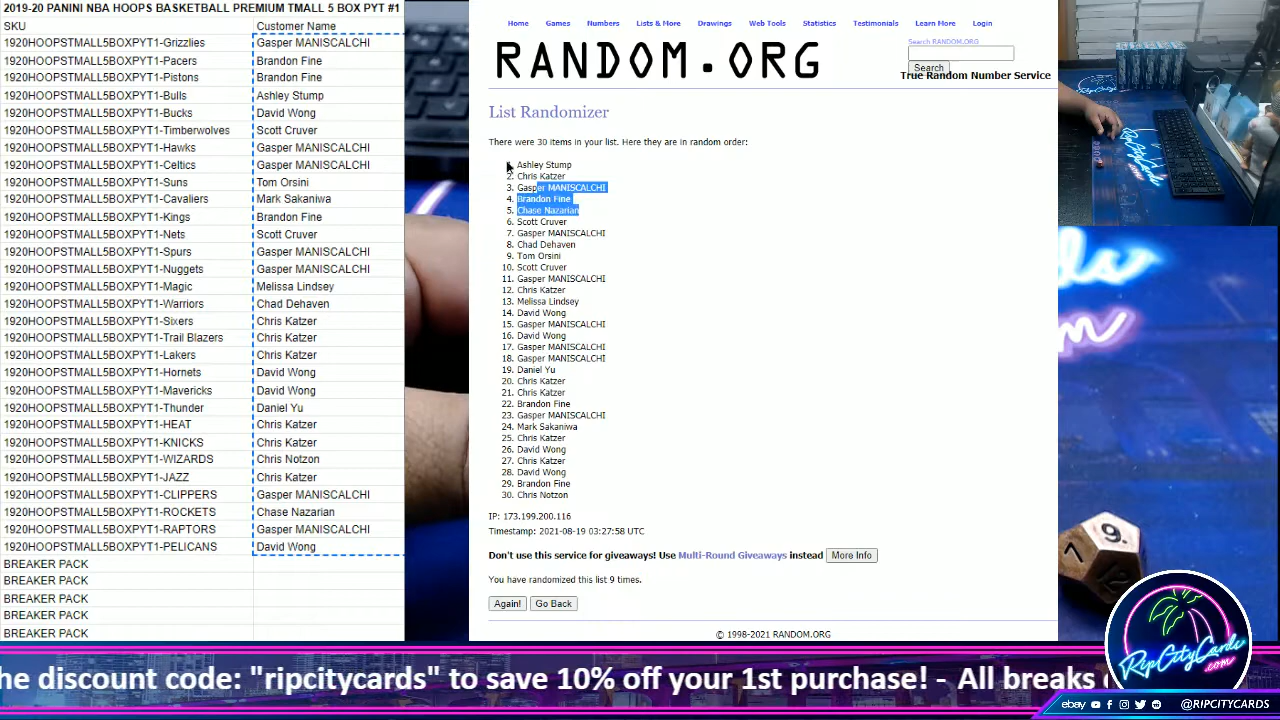 2019-20 PANINI NBA HOOPS BASKETBALL PREMIUM TMALL 5 BOX PYT #1
SKU Customer Name
1920HOOPSTMALL5BOXPYT1-Grizzlies Gasper MANISCALCHI
1920HOOPSTMALL5BOXPYT1-Pacers Brandon Fine
1920HOOPSTMALL5BOXPYT1-Pistons Brandon Fine
1920HOOPSTMALL5BOXPYT1-Bulls Ashley Stump
1920HOOPSTMALL5BOXPYT1-Bucks David Wong
1920HOOPSTMALL5BOXPYT1-Timberwolves Scott Cruver
1920HOOPSTMALL5BOXPYT1-Hawks Gasper MANISCALCHI
1920HOOPSTMALL5BOXPYT1-Celtics Gasper MANISCALCHI
1920HOOPSTMALL5BOXPYT1-Suns Tom Orsini
1920HOOPSTMALL5BOXPYT1-Cavaliers Mark Sakaniwa
1920HOOPSTMALL5BOXPYT1-Kings Brandon Fine
1920HOOPSTMALL5BOXPYT1-Nets Scott Cruver
1920HOOPSTMALL5BOXPYT1-Spurs Gasper MANISCALCHI
1920HOOPSTMALL5BOXPYT1-Nuggets Gasper MANISCALCHI
1920HOOPSTMALL5BOXPYT1-Magic Melissa Lindsey
1920HOOPSTMALL5BOXPYT1-Warriors Chad Dehaven
1920HOOPSTMALL5BOXPYT1-Sixers Chris Katzer
1920HOOPSTMALL5BOXPYT1-Trail Blazers Chris Katzer
1920HOOPSTMALL5BOXPYT1-Lakers Chris Katzer
1920HOOPSTMALL5BOXPYT1-Hornets David Wong
1920HOOPSTMALL5BOXPYT1-Mavericks David Wong
1920HOOPSTMALL5BOXPYT1-Thunder Daniel Yu
1920HOOPSTMALL5BOXPYT1-HEAT Chris Katzer
1920HOOPSTMALL5BOXPYT1-KNICKS Chris Katzer
1920HOOPSTMALL5BOXPYT1-WIZARDS Chris Notzon
1920HOOPSTMALL5BOXPYT1-JAZZ Chris Katzer
1920HOOPSTMALL5BOXPYT1-CLIPPERS Gasper MANISCALCHI
1920HOOPSTMALL5BOXPYT1-ROCKETS Chase Nazarian
1920HOOPSTMALL5BOXPYT1-RAPTORS Gasper MANISCALCHI
1920HOOPSTMALL5BOXPYT1-PELICANS David Wong
BREAKER PACK
BREAKER PACK
BREAKER PACK
BREAKER PACK
BREAKER PACK
Home Games Numbers Lists & More Drawings Web Tools Statistics Testimonials Learn More Login
Search RANDOM.ORG
RANDOM.ORG
Search
True Random Number Service
List Randomizer
There were 30 items in your list. Here they are in random order:
Ashley Stump
2. Chris Katzer
3. Gasper MANISCALCHI
4. Brandon Fine
5. Chase Nazarian
6. Scott Cruver
7. Gasper MANISCALCHI
8. Chad Dehaven
9. Tom Orsini
10. Scott Cruver
11. Gasper MANISCALCHI
12. Chris Katzer
13. Melissa Lindsey
14. David Wong
15. Gasper MANISCALCHI
16. David Wong
17. Gasper MANISCALCHI
18. Gasper MANISCALCHI
19. Daniel Yu
20. Chris Katzer
21. Chris Katzer
22. Brandon Fine
23. Gasper MANISCALCHI
24. Mark Sakaniwa
25. Chris Katzer
26. David Wong
27. Chris Katzer
28. David Wong
29. Brandon Fine
30. Chris Notzon
IP: 173.199.200.116
Timestamp: 2021-08-19 03:27:58 UTC
Don't use this service for giveaways! Use Multi-Round Giveaways instead More Info
You have randomized this list 9 times.
Again! Go Back
© 1998-2021 RANDOM.ORG
9
7
RipCityCards
.com
he discount code: "ripcitycards" to save 10% off your 1st purchase! - All breaks
ebay @RIPCITYCARDS